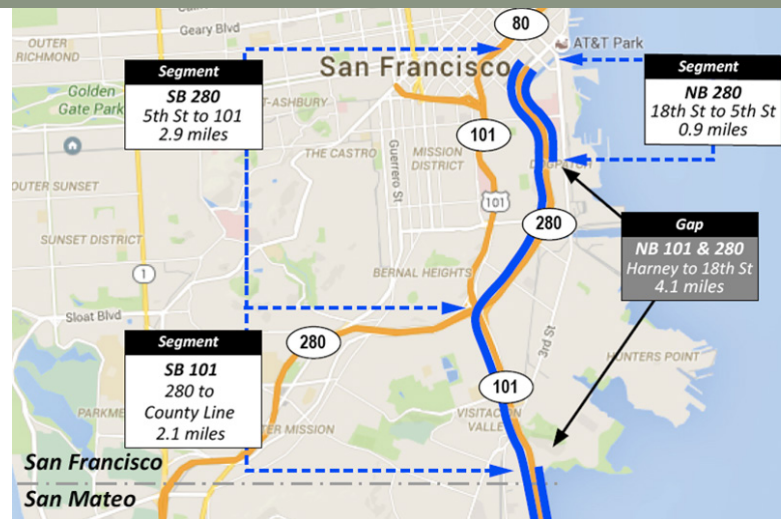 OUTER
RICHMOND
Geary Blvd
80
AT&T Park
San Francisco
Segment
SB 280
5th St to 101
2.9 miles
Segment
NB 280
18th St to 5th St
0.9 miles
Golden
Gate Park
T-ASHBURY
101
THE CASTRO
MISSION
DISTRICT
Guerrero St
OUTER SUNSET
101
280
SUNSET DISTRICT
Gap
NB 101 & 280
Harney to 18th St
4.1 miles
1
BERNAL HEIGHTS
Sloat Blvd
280
3rd St
HUNTERS POINT
Segment
SB 101
280 to
County Line
2.1 miles
101
PARKME
TER MISSION
VISITACION
VALLE
San Francisco
San Mateo